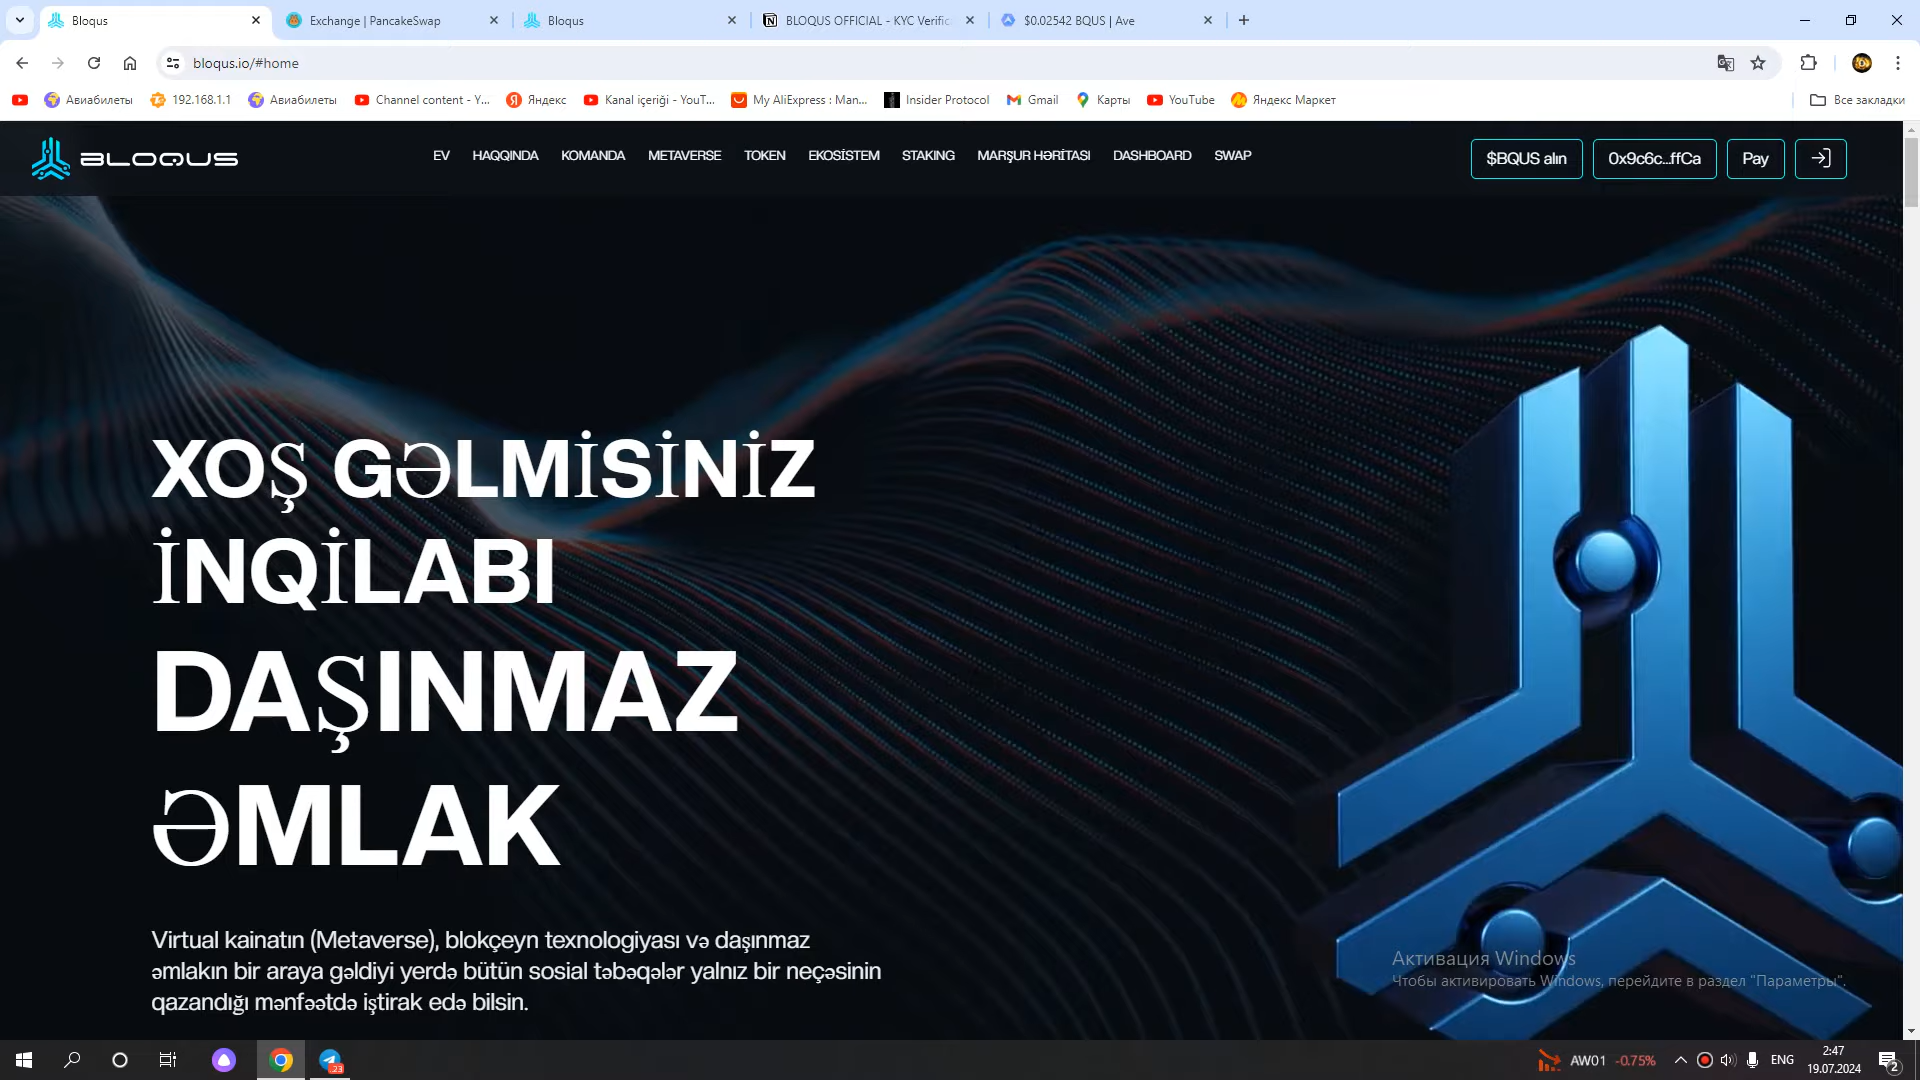 Bloqus
Exchange | PancakeSwap
Bloqus
BLOQUS OFFICIAL - KYC Verific
$0.02542 BQUS | Ave
bloqus.io/#home
Авиабилеты
192.168.1.1
Авиабилеты
Channel content - Y...
Яндекс
Kanal içeriği - YouT...
My AliExpress : Man...
Insider Protocol
Gmail
Карты
YouTube
Яндекс Маркет
Все закладки
BLOQUS
EV
HAQQINDA
KOMANDA
METAVERSE
TOKEN
EKOSİSTEM
STAKING
MARŞUR HƏRİTASI
DASHBOARD
SWAP
$BQUS alın
0x9c6c...ffCa
Pay
XOŞ GƏLMİSİNİZ
İNQİLABI
DAŞINMAZ
ƏMLAK
Virtual kainatın (Metaverse), blokçeyn texnologiyası və daşınmaz
əmlakın bir araya gəldiyi yerdə bütün sosial təbəqələr yalnız bir neçəsinin
qazandığı mənfəətdə iştirak edə bilsin.
Активация Windows
Чтобы активировать Windows, перейдите в раздел "Параметры".
23
AW01 -0.75%
ENG
2:47
19.07.2024
2